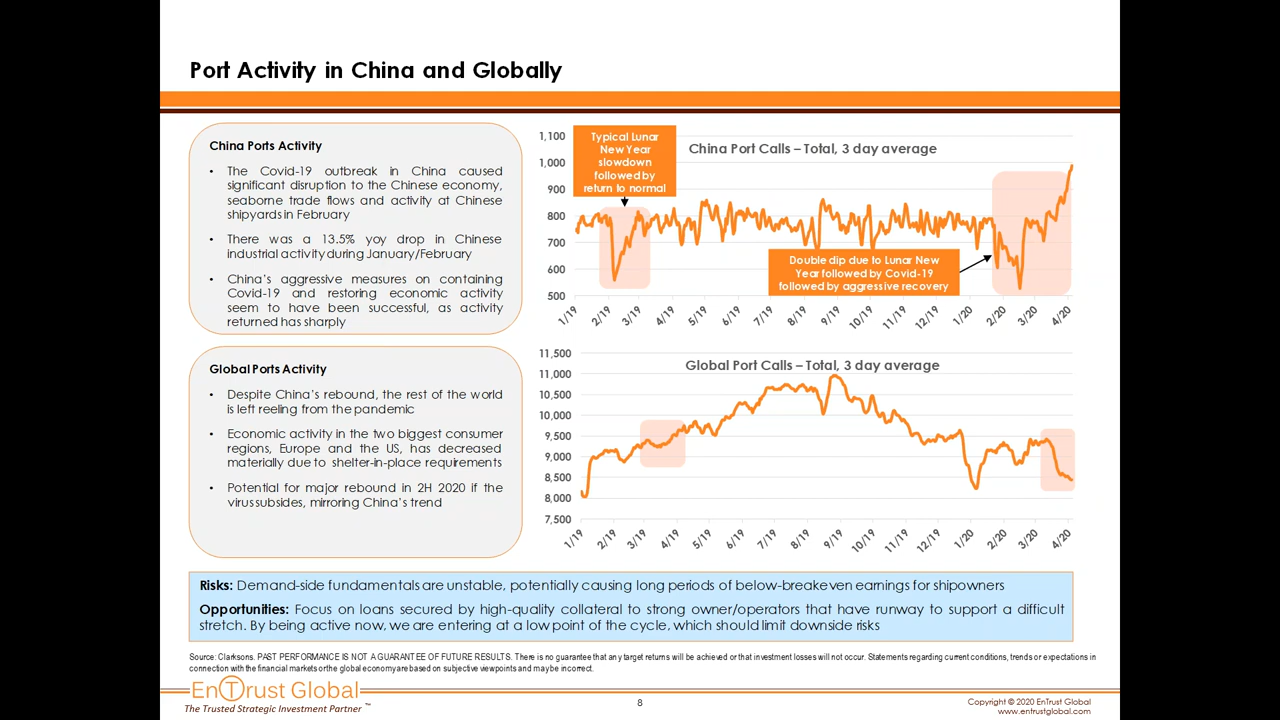 Port Activity in China and Globally
China Ports Activity
• The Covid-19 outbreak in China caused
significant disruption to the Chinese economy,
seaborne trade flows and activity at Chinese
shipyards in February
• There was a 13.5% yoy drop in Chinese
industrial activity during January/February
• China's aggressive measures on containing
Covid-19 and restoring economic activity
seem to have been successful, as activity
returned has sharply
China Port Calls – Total, 3 day average
Typical Lunar
New Year
slowdown
followed by
return to normal
Double dip due to Lunar New
Year followed by Covid-19
followed by aggressive recovery
1,100
1,000
900
800
700
600
500
1/19 2/19 3/19 4/19 5/19 6/19 7/19 8/19 9/19 10/19 11/19 12/19 1/20 2/20 3/20 4/20
Global Ports Activity
• Despite China's rebound, the rest of the world
is left reeling from the pandemic
• Economic activity in the two biggest consumer
regions, Europe and the US, has decreased
materially due to shelter-in-place requirements
• Potential for major rebound in 2H 2020 if the
virus subsides, mirroring China's trend
Global Port Calls – Total, 3 day average
11,500
11,000
10,500
10,000
9,500
9,000
8,500
8,000
7,500
1/19 2/19 3/19 4/19 5/19 6/19 7/19 8/19 9/19 10/19 11/19 12/19 1/20 2/20 3/20 4/20
Risks: Demand-side fundamentals are unstable, potentially causing long periods of below-breakeven earnings for shipowners
Opportunities: Focus on loans secured by high-quality collateral to strong owner/operators that have runway to support a difficult
stretch. By being active now, we are entering at a low point of the cycle, which should limit downside risks
Source: Clarksons. PAST PERFORMANCE IS NOT A GUARANTEE OF FUTURE RESULTS. There is no guarantee that any target returns will be achieved or that investment losses will not occur. Statements regarding current conditions, trends or expectations in
connection with the financial markets or the global economy are based on subjective viewpoints and may be incorrect.
EnTrust Global
The Trusted Strategic Investment Partner ™
8
Copyright © 2020 EnTrust Global
www.entrustglobal.com